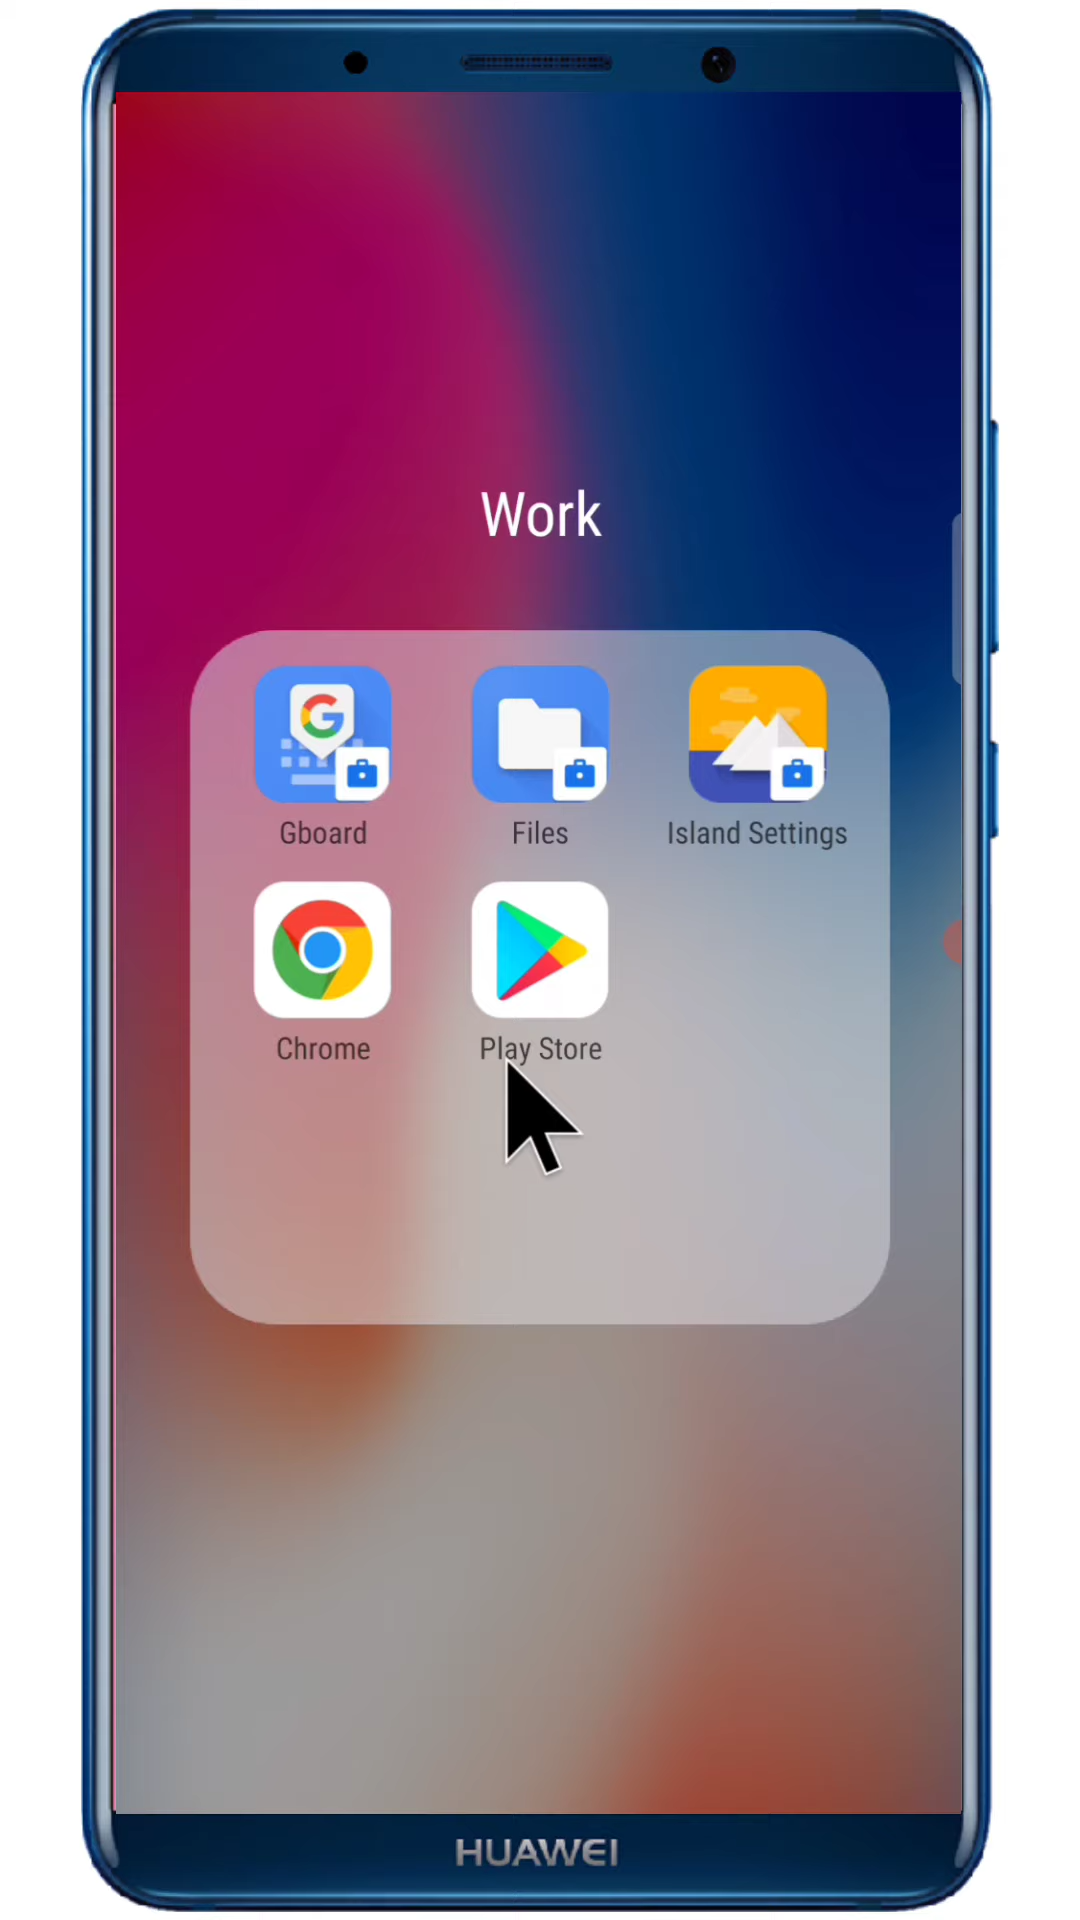 Work
Gboard
Files
Island Settings
Chrome
Play Store
HUAWEI